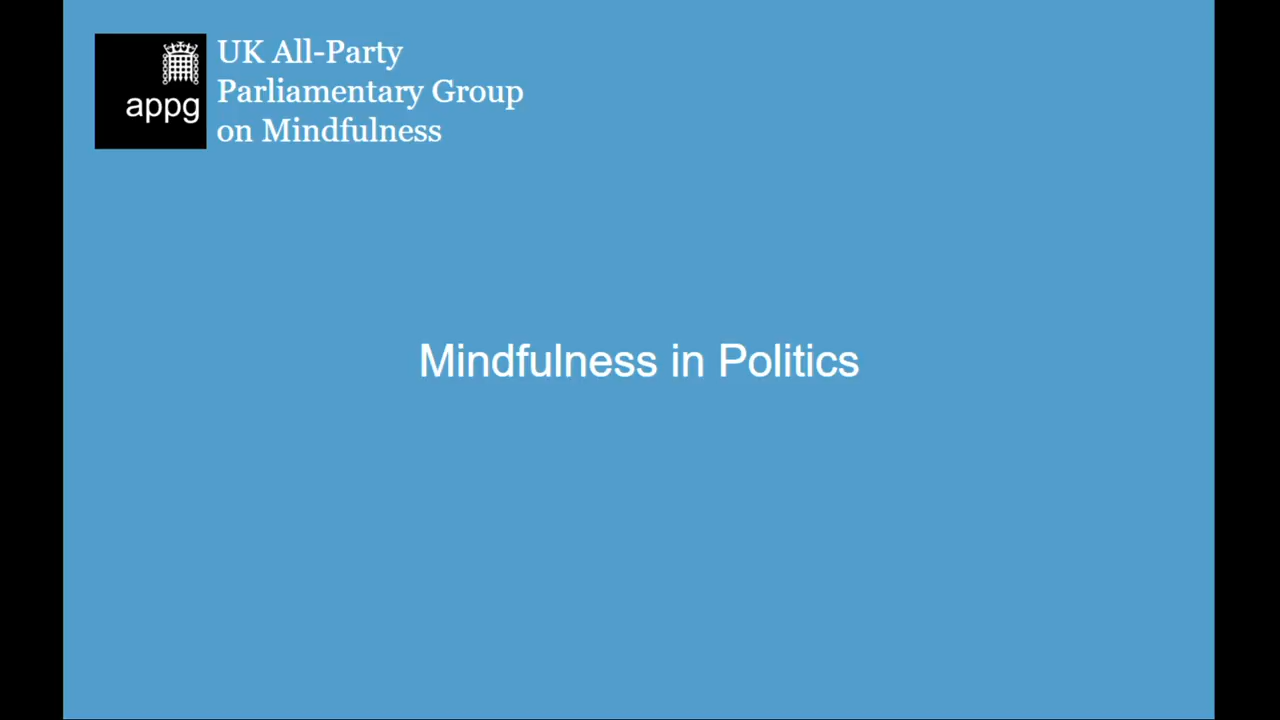 UK All-Party
Parliamentary Group
appg
on Mindfulness
Mindfulness in Politics